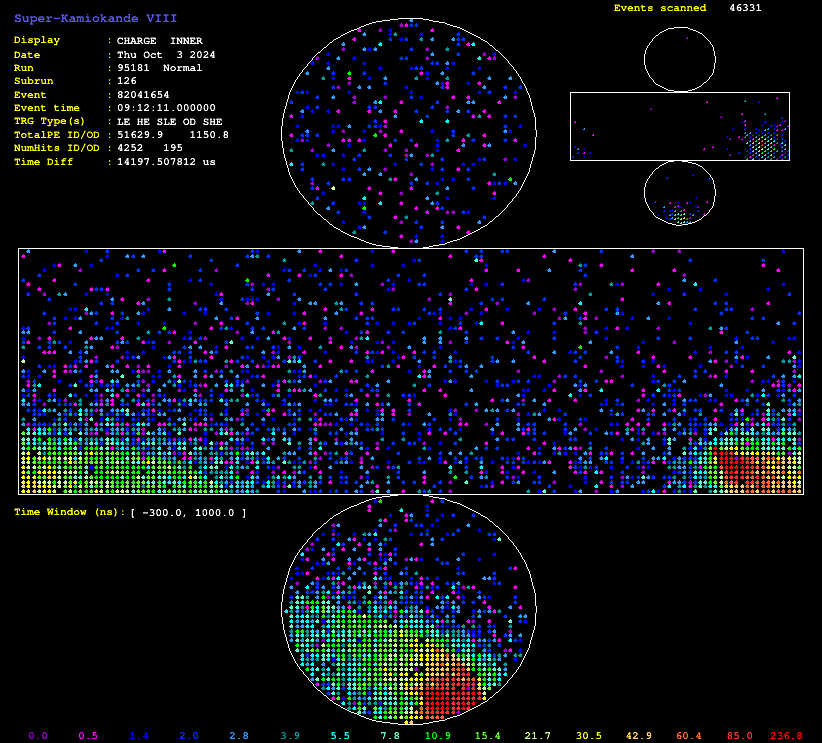 Super-Kamiokande VIII
Display : CHARGE INNER
Date : Thu Oct 3 2024
Run : 95181 Normal
Subrun : 126
Event : 82041654
Event time : 09:12:11.000000
TRG Type(s) : LE HE SLE OD SHE
TotalPE ID/OD : 51629.9 1150.8
NumHits ID/OD : 4252 195
Time Diff : 14197.507812 us
Events scanned 46331
Time Window (ns): [ -300.0, 1000.0 ]
0.0 0.5 1.4 2.0 2.8 3.9 5.5 7.8 10.9 15.4 21.7 30.5 42.9 60.4 85.0 236.8